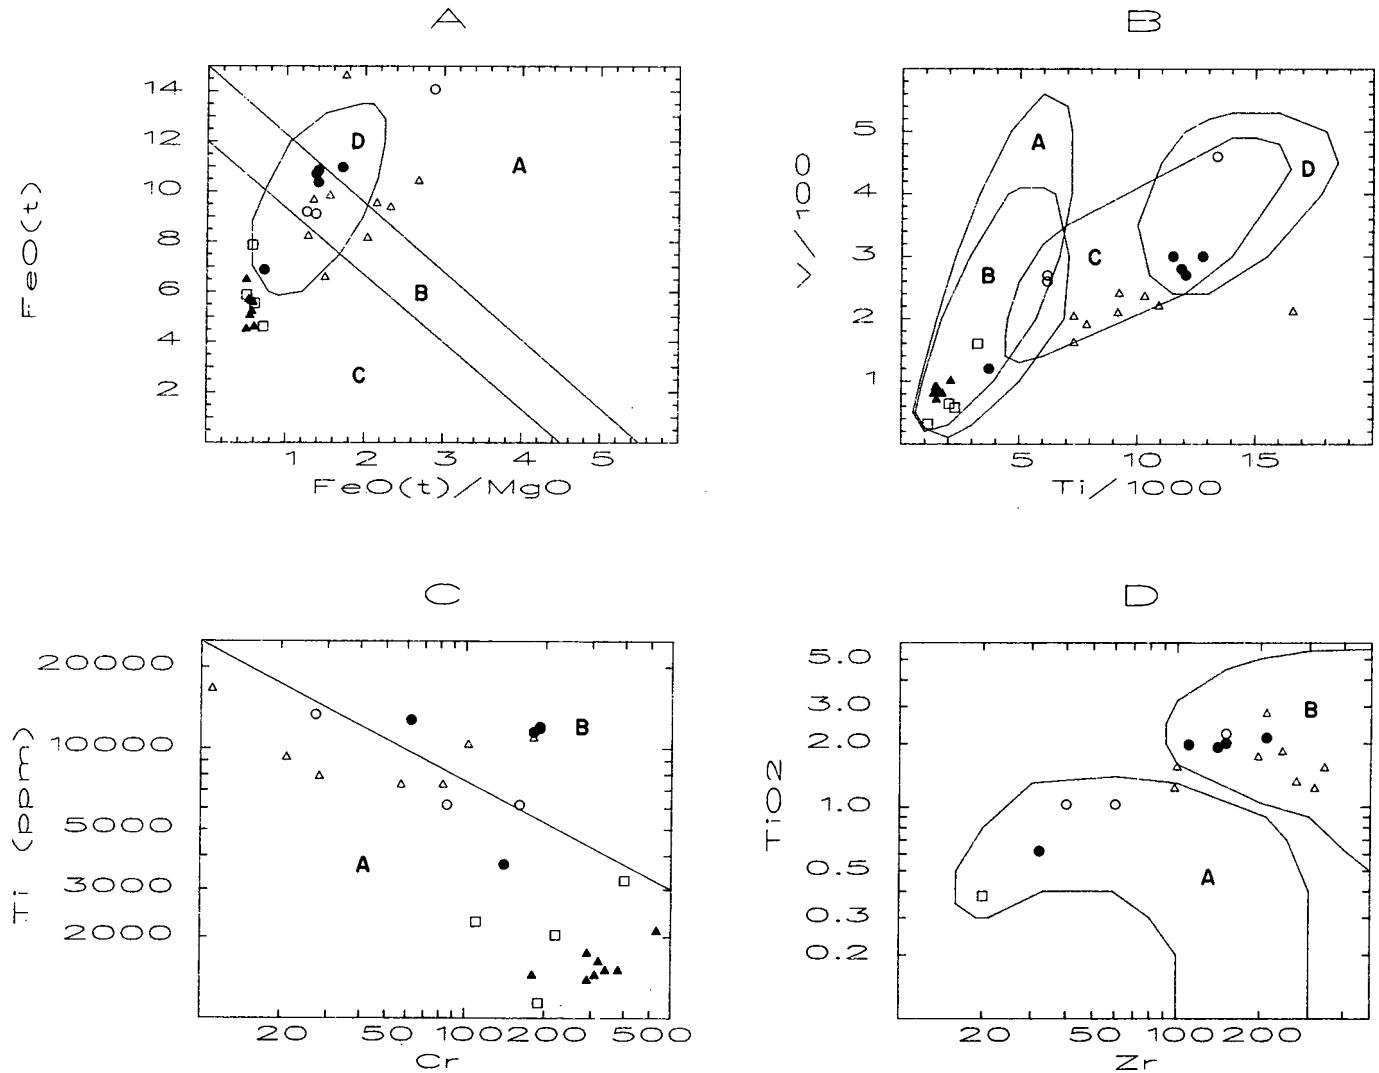 A
14
12
10
8
6
4
2
FeO(t)
D
A
B
C
1 2 3 4 5
FeO(t)/MgO
B
5
4
3
2
1
V/100
A
D
C
B
5 10 15
Ti/1000
C
20000
10000
5000
3000
2000
Ti (ppm)
B
A
20 50 100 200 500
Cr
D
5.0
3.0
2.0
1.0
0.5
0.3
0.2
TiO2
B
A
20 50 100 200
Zr